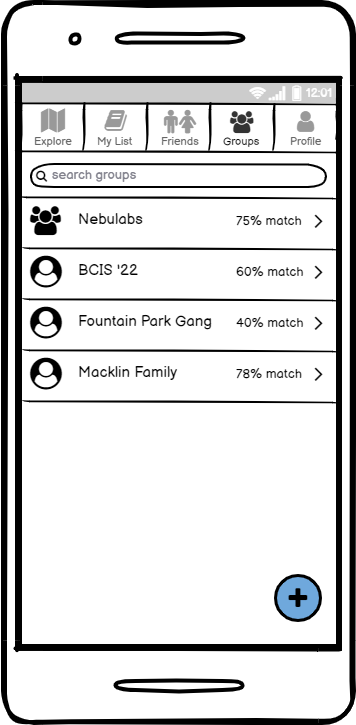 12:01
Explore My List Friends Groups Profile
search groups
Nebulabs 75% match
BCIS '22 60% match
Fountain Park Gang 40% match
Macklin Family 78% match